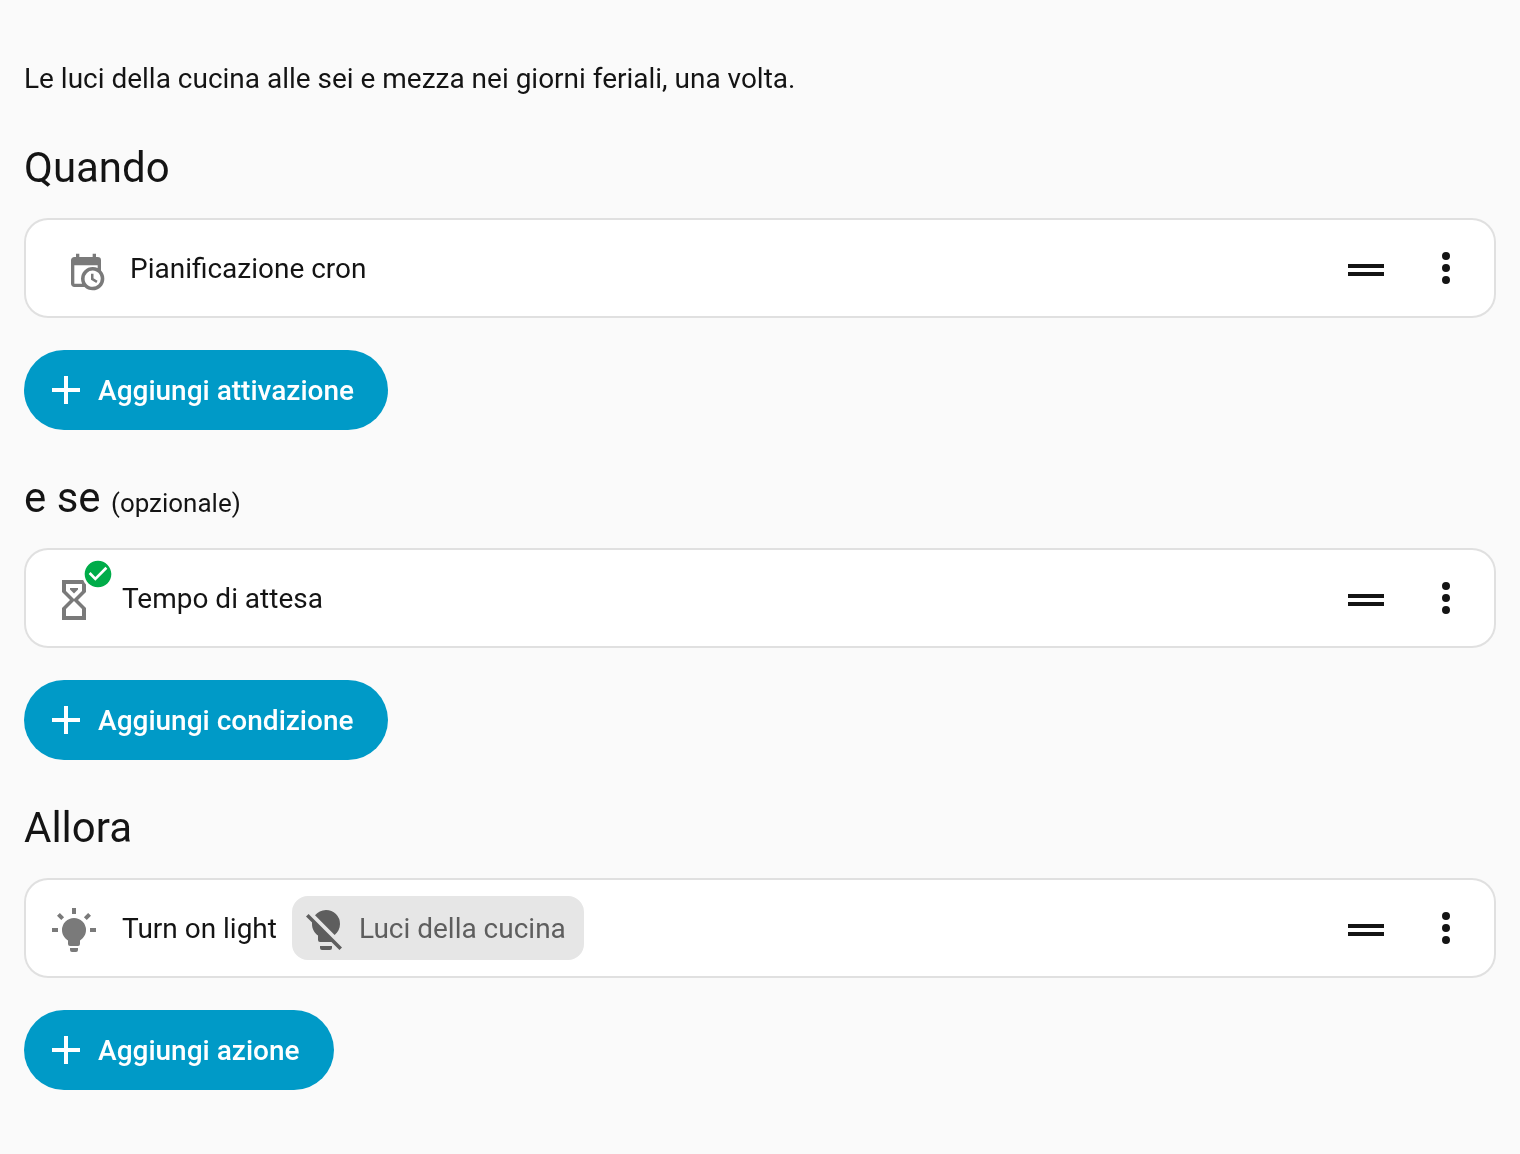 Le luci della cucina alle sei e mezza nei giorni feriali, una volta.
Quando
Pianificazione cron
Aggiungi attivazione
e se (opzionale)
Tempo di attesa
Aggiungi condizione
Allora
Turn on light Luci della cucina
Aggiungi azione